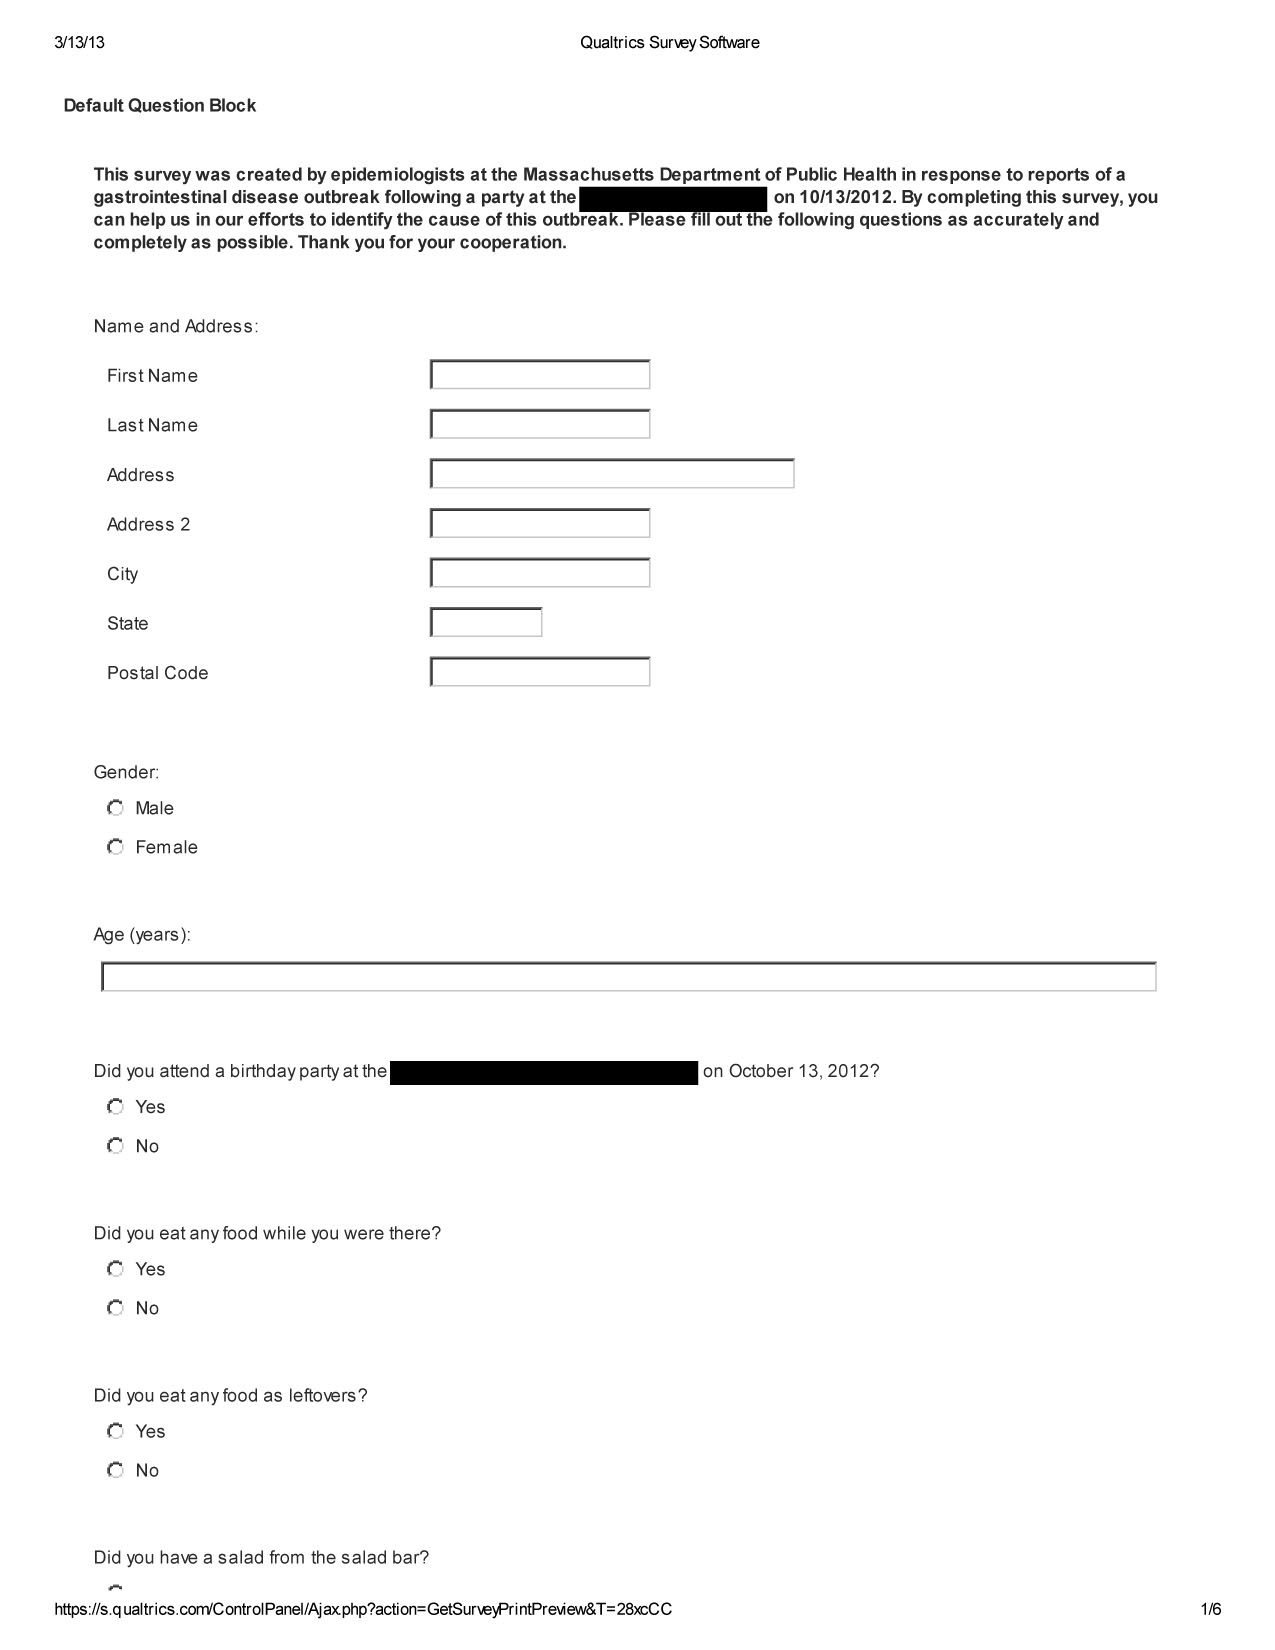 3/13/13 Qualtrics Survey Software
Default Question Block
This survey was created by epidemiologists at the Massachusetts Department of Public Health in response to reports of a
gastrointestinal disease outbreak following a party at the on 10/13/2012. By completing this survey, you
can help us in our efforts to identify the cause of this outbreak. Please fill out the following questions as accurately and
completely as possible. Thank you for your cooperation.
Name and Address:
First Name
Last Name
Address
Address 2
City
State
Postal Code
Gender:
Male
Female
Age (years):
Did you attend a birthday party at the on October 13, 2012?
Yes
No
Did you eat any food while you were there?
Yes
No
Did you eat any food as leftovers?
Yes
No
Did you have a salad from the salad bar?
https://s.qualtrics.com/ControlPanel/Ajax.php?action=GetSurveyPrintPreview&T=28xcCC 1/6